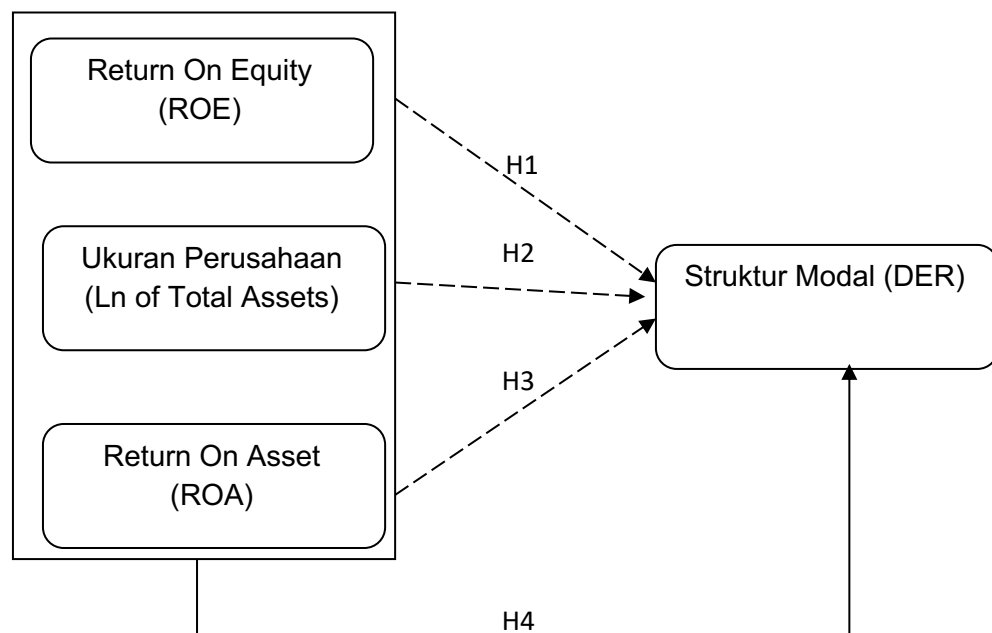 Return On Equity
(ROE)
H1
Ukuran Perusahaan
(Ln of Total Assets)
H2
Struktur Modal (DER)
H3
Return On Asset
(ROA)
H4